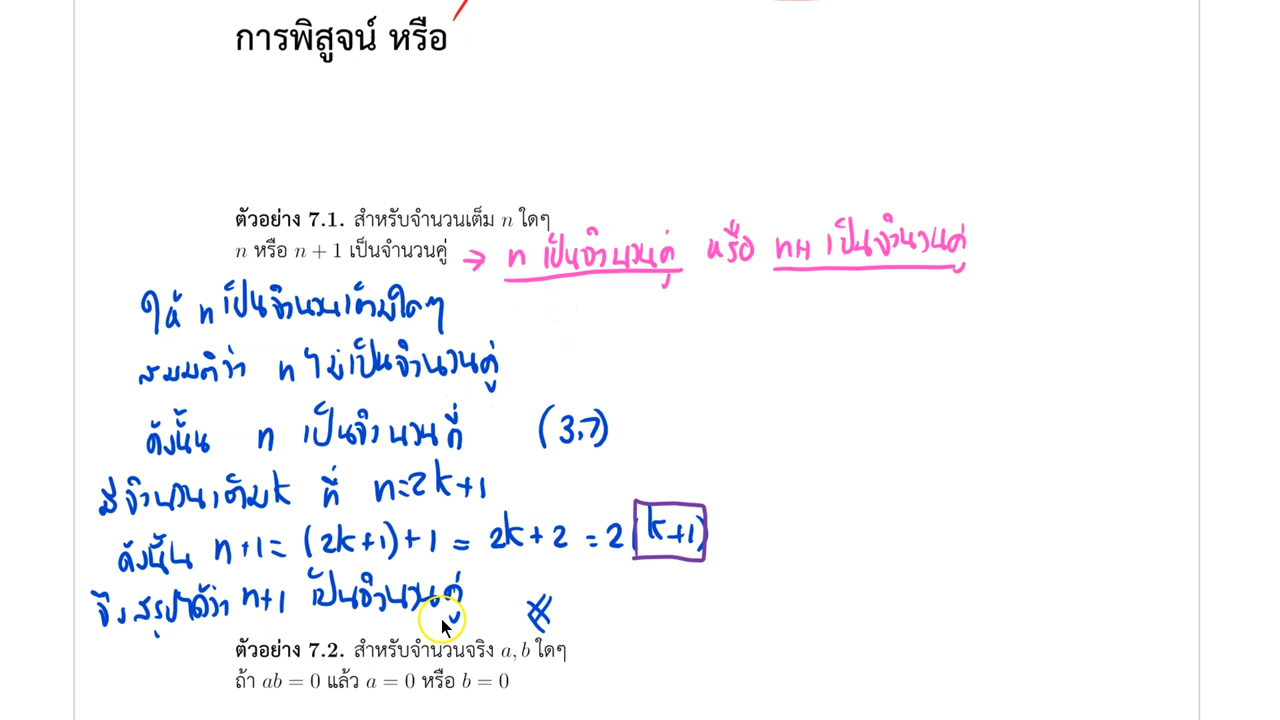 การพิสูจน์ หรือ
ตัวอย่าง 7.1. สำหรับจำนวนเต็ม n ใดๆ
n หรือ n + 1 เป็นจำนวนคู่ → n เป็นจำนวนคู่ หรือ n+1 เป็นจำนวนคู่
ให้ n เป็นจำนวนเต็มใดๆ
สมมติว่า n ไม่เป็นจำนวนคู่
ดังนั้น n เป็นจำนวนคี่ (3.7)
มีจำนวนเต็ม k ที่ n=2k+1
ดังนั้น n+1 = (2k+1)+1 = 2k+2 = 2(k+1)
จึงสรุปได้ว่า n+1 เป็นจำนวนคู่ #
ตัวอย่าง 7.2. สำหรับจำนวนจริง a, b ใดๆ
ถ้า ab = 0 แล้ว a = 0 หรือ b = 0